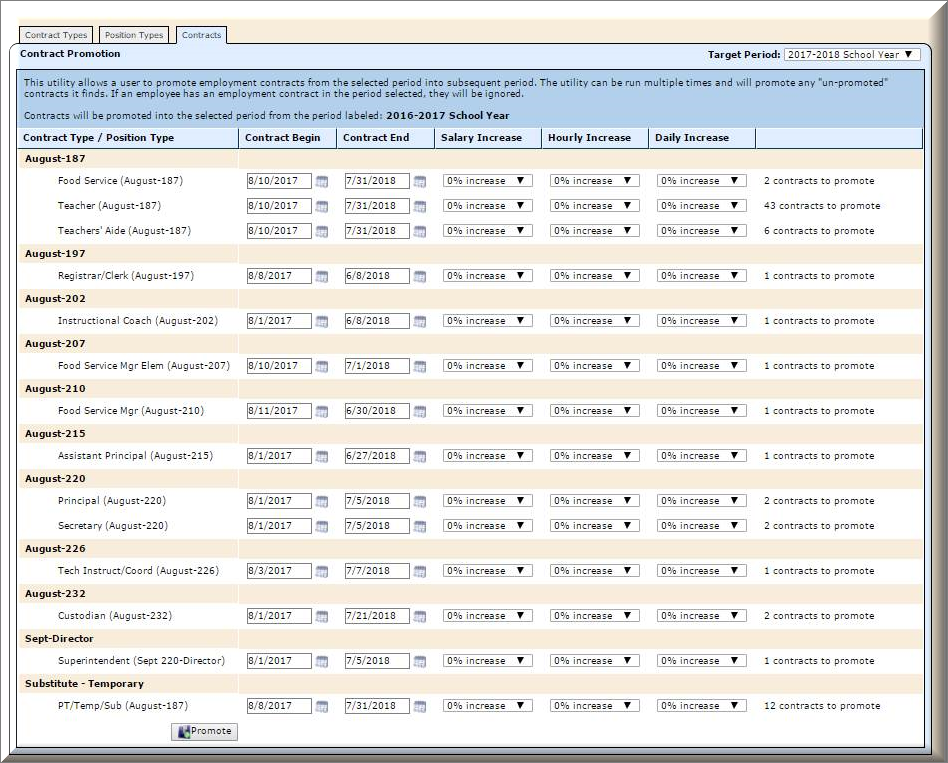 Contract Types Position Types Contracts
Contract Promotion Target Period: 2017-2018 School Year
This utility allows a user to promote employment contracts from the selected period into subsequent period. The utility can be run multiple times and will promote any "un-promoted"
contracts it finds. If an employee has an employment contract in the period selected, they will be ignored.
Contracts will be promoted into the selected period from the period labeled: 2016-2017 School Year
Contract Type / Position Type Contract Begin Contract End Salary Increase Hourly Increase Daily Increase
August-187
Food Service (August-187) 8/10/2017 7/31/2018 0% increase 0% increase 0% increase 2 contracts to promote
Teacher (August-187) 8/10/2017 7/31/2018 0% increase 0% increase 0% increase 43 contracts to promote
Teachers' Aide (August-187) 8/10/2017 7/31/2018 0% increase 0% increase 0% increase 6 contracts to promote
August-197
Registrar/Clerk (August-197) 8/8/2017 6/8/2018 0% increase 0% increase 0% increase 1 contracts to promote
August-202
Instructional Coach (August-202) 8/1/2017 6/8/2018 0% increase 0% increase 0% increase 1 contracts to promote
August-207
Food Service Mgr Elem (August-207) 8/10/2017 7/1/2018 0% increase 0% increase 0% increase 1 contracts to promote
August-210
Food Service Mgr (August-210) 8/11/2017 6/30/2018 0% increase 0% increase 0% increase 1 contracts to promote
August-215
Assistant Principal (August-215) 8/1/2017 6/27/2018 0% increase 0% increase 0% increase 1 contracts to promote
August-220
Principal (August-220) 8/1/2017 7/5/2018 0% increase 0% increase 0% increase 2 contracts to promote
Secretary (August-220) 8/1/2017 7/5/2018 0% increase 0% increase 0% increase 2 contracts to promote
August-226
Tech Instruct/Coord (August-226) 8/3/2017 7/7/2018 0% increase 0% increase 0% increase 1 contracts to promote
August-232
Custodian (August-232) 8/1/2017 7/21/2018 0% increase 0% increase 0% increase 2 contracts to promote
Sept-Director
Superintendent (Sept 220-Director) 8/1/2017 7/5/2018 0% increase 0% increase 0% increase 1 contracts to promote
Substitute - Temporary
PT/Temp/Sub (August-187) 8/8/2017 7/31/2018 0% increase 0% increase 0% increase 12 contracts to promote
Promote